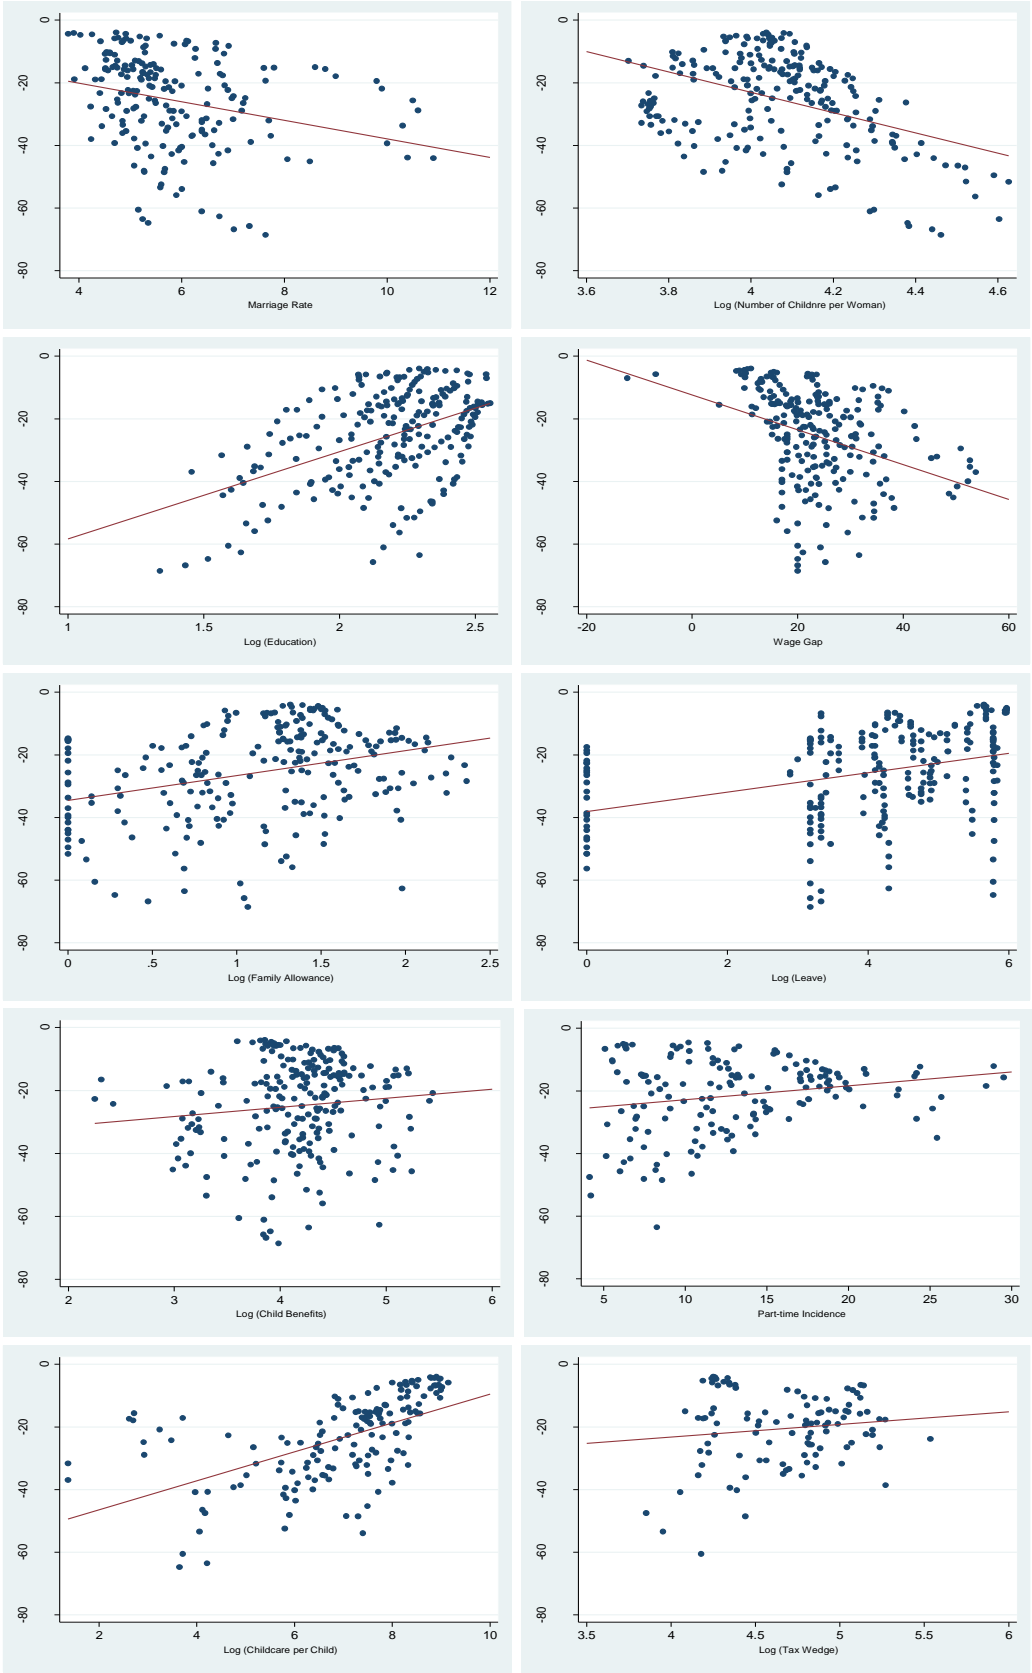 0
-20
-40
-60
-80
4 6 8 10 12
Marriage Rate
0
-20
-40
-60
-80
3.6 3.8 4 4.2 4.4 4.6
Log (Number of Childnre per Woman)
0
-20
-40
-60
-80
1 1.5 2 2.5
Log (Education)
0
-20
-40
-60
-80
-20 0 20 40 60
Wage Gap
0
-20
-40
-60
-80
0 .5 1 1.5 2 2.5
Log (Family Allowance)
0
-20
-40
-60
-80
0 2 4 6
Log (Leave)
0
-20
-40
-60
-80
2 3 4 5 6
Log (Child Benefits)
0
-20
-40
-60
-80
5 10 15 20 25 30
Part-time Incidence
0
-20
-40
-60
-80
2 4 6 8 10
Log (Childcare per Child)
0
-20
-40
-60
-80
3.5 4 4.5 5 5.5 6
Log (Tax Wedge)